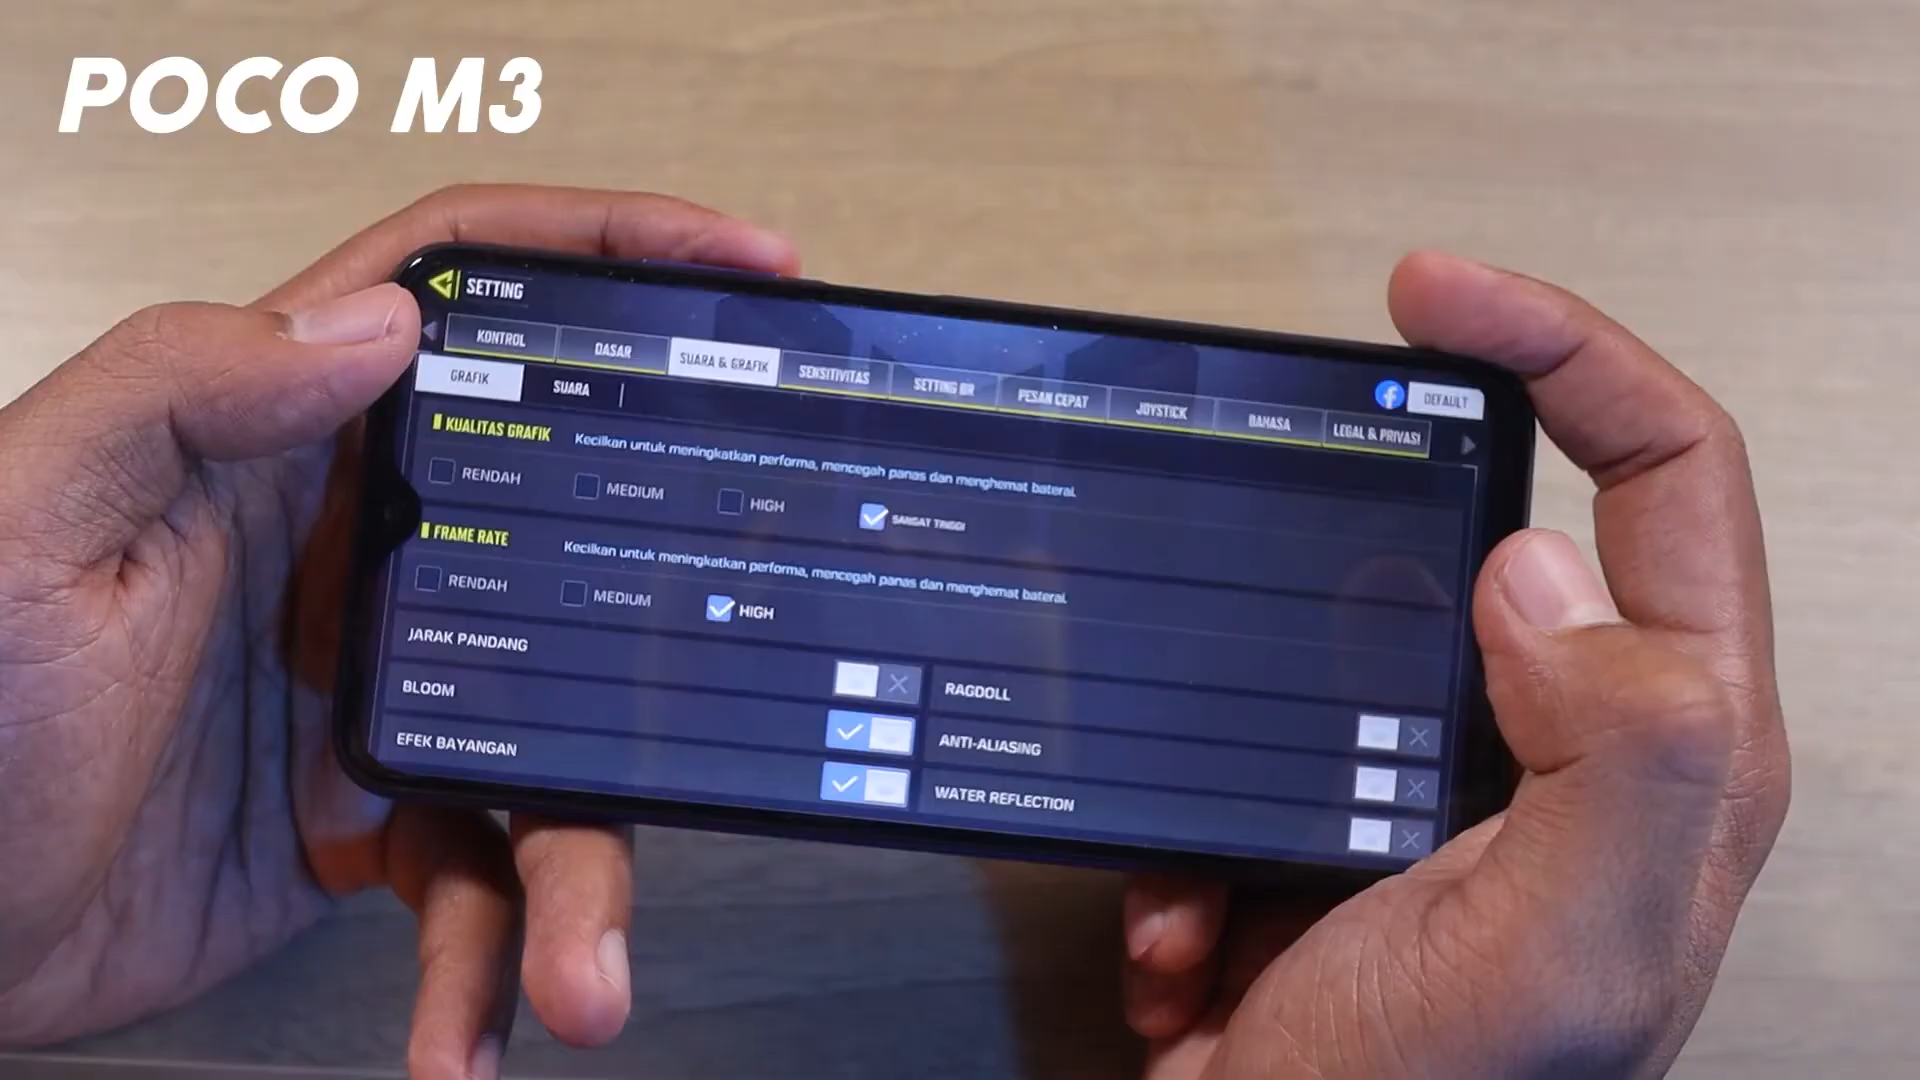 POCO M3
SETTING
KONTROL DASAR SUARA & GRAFIK SENSITIVITAS SETTING BR PESAN CEPAT JOYSTICK BAHASA LEGAL & PRIVASI DEFAULT
GRAFIK SUARA
KUALITAS GRAFIK Kecilkan untuk meningkatkan performa, mencegah panas dan menghemat baterai.
RENDAH MEDIUM HIGH SANGAT TINGGI
FRAME RATE Kecilkan untuk meningkatkan performa, mencegah panas dan menghemat baterai.
RENDAH MEDIUM HIGH
JARAK PANDANG
BLOOM RAGDOLL
EFEK BAYANGAN ANTI-ALIASING
WATER REFLECTION